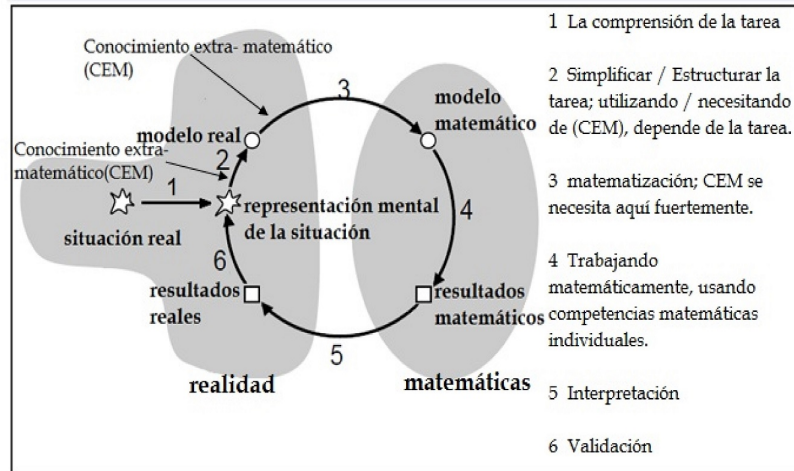 Conocimiento extra- matemático
(CEM)
3
modelo
matemático
modelo real
Conocimiento extra-
matemático(CEM)
2
1
representación mental
de la situación
4
situación real
6
resultados
reales
resultados
matemáticos
5
realidad
matemáticas
1 La comprensión de la tarea
2 Simplificar / Estructurar la
tarea; utilizando / necesitando
de (CEM), depende de la tarea.
3 matematización; CEM se
necesita aquí fuertemente.
4 Trabajando
matemáticamente, usando
competencias matemáticas
individuales.
5 Interpretación
6 Validación